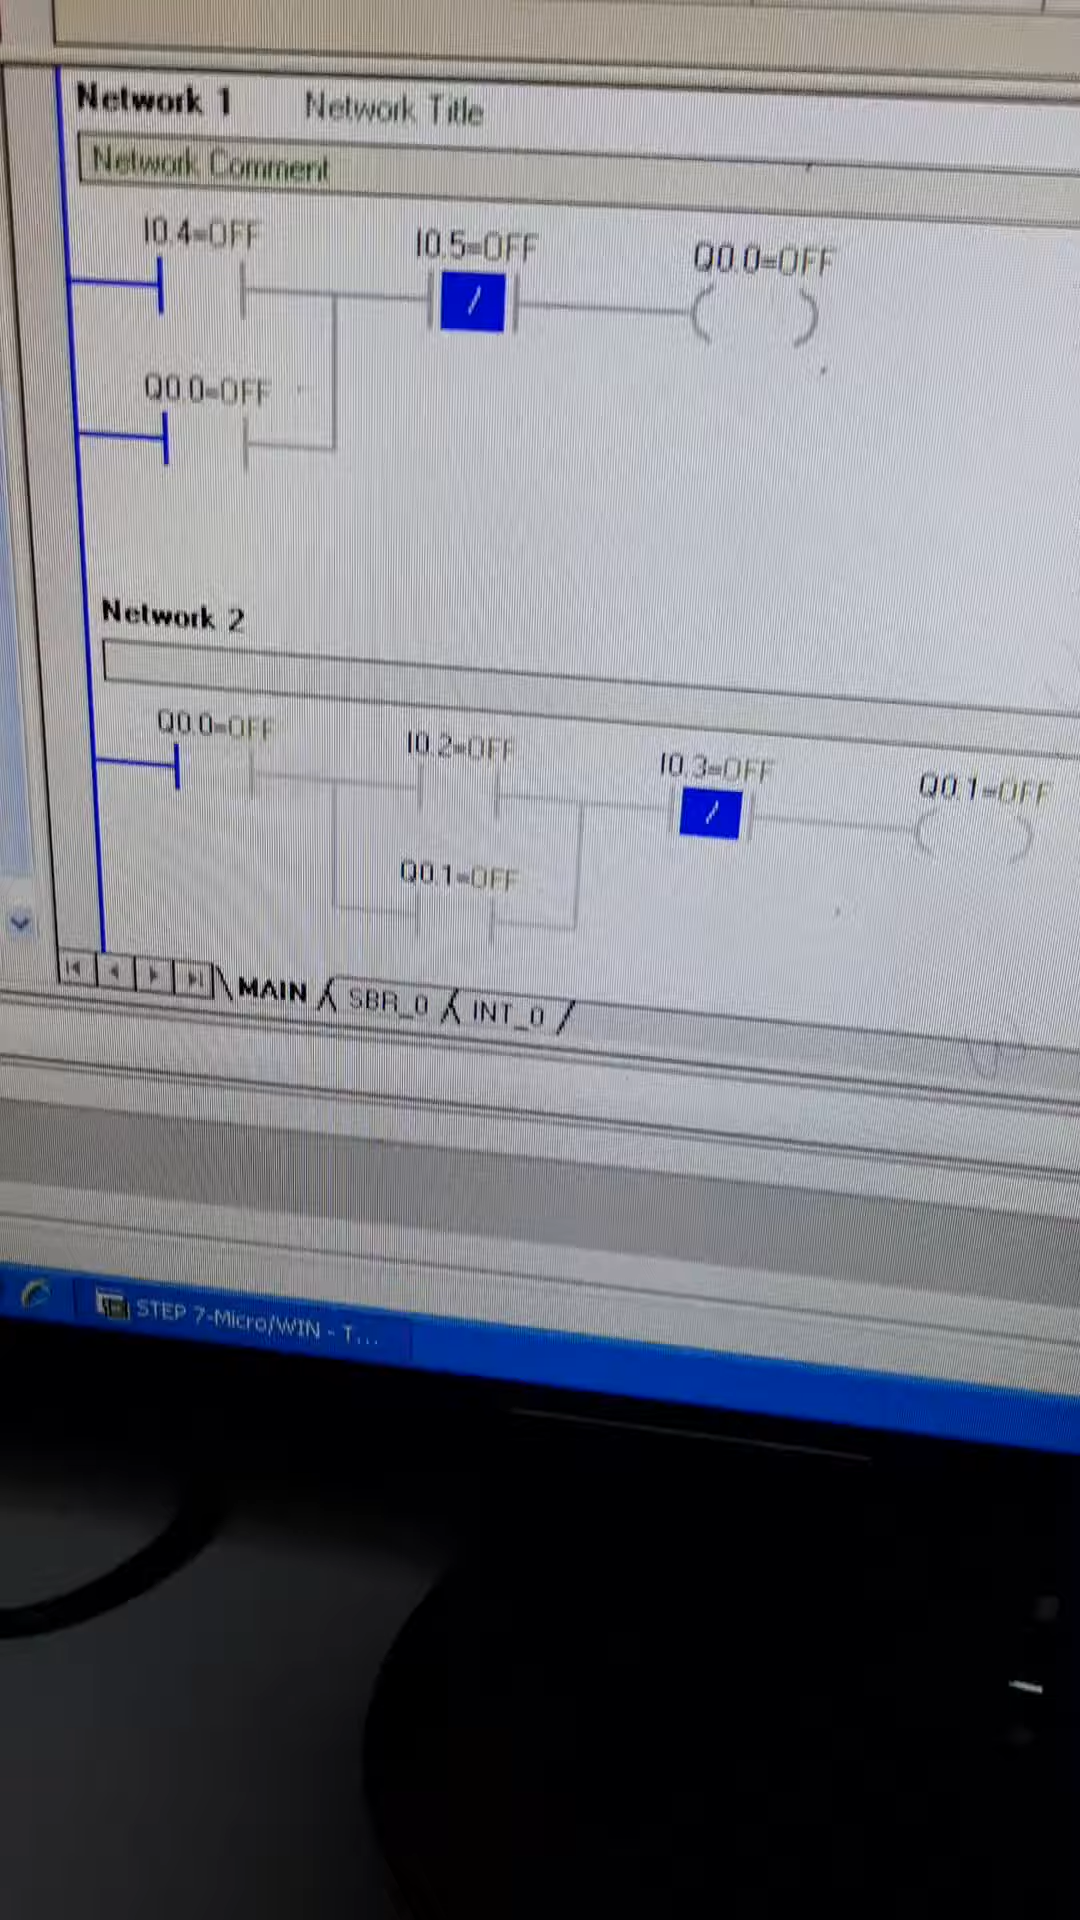 Network 1 Network Title
Network Comment
I0.4=OFF I0.5=OFF Q0.0=OFF
/
Q0.0=OFF
Network 2
Q0.0=OFF I0.2=OFF I0.3=OFF Q0.1=OFF
/
Q0.1=OFF
MAIN SBR_0 INT_0
STEP 7-Micro/WIN - T...